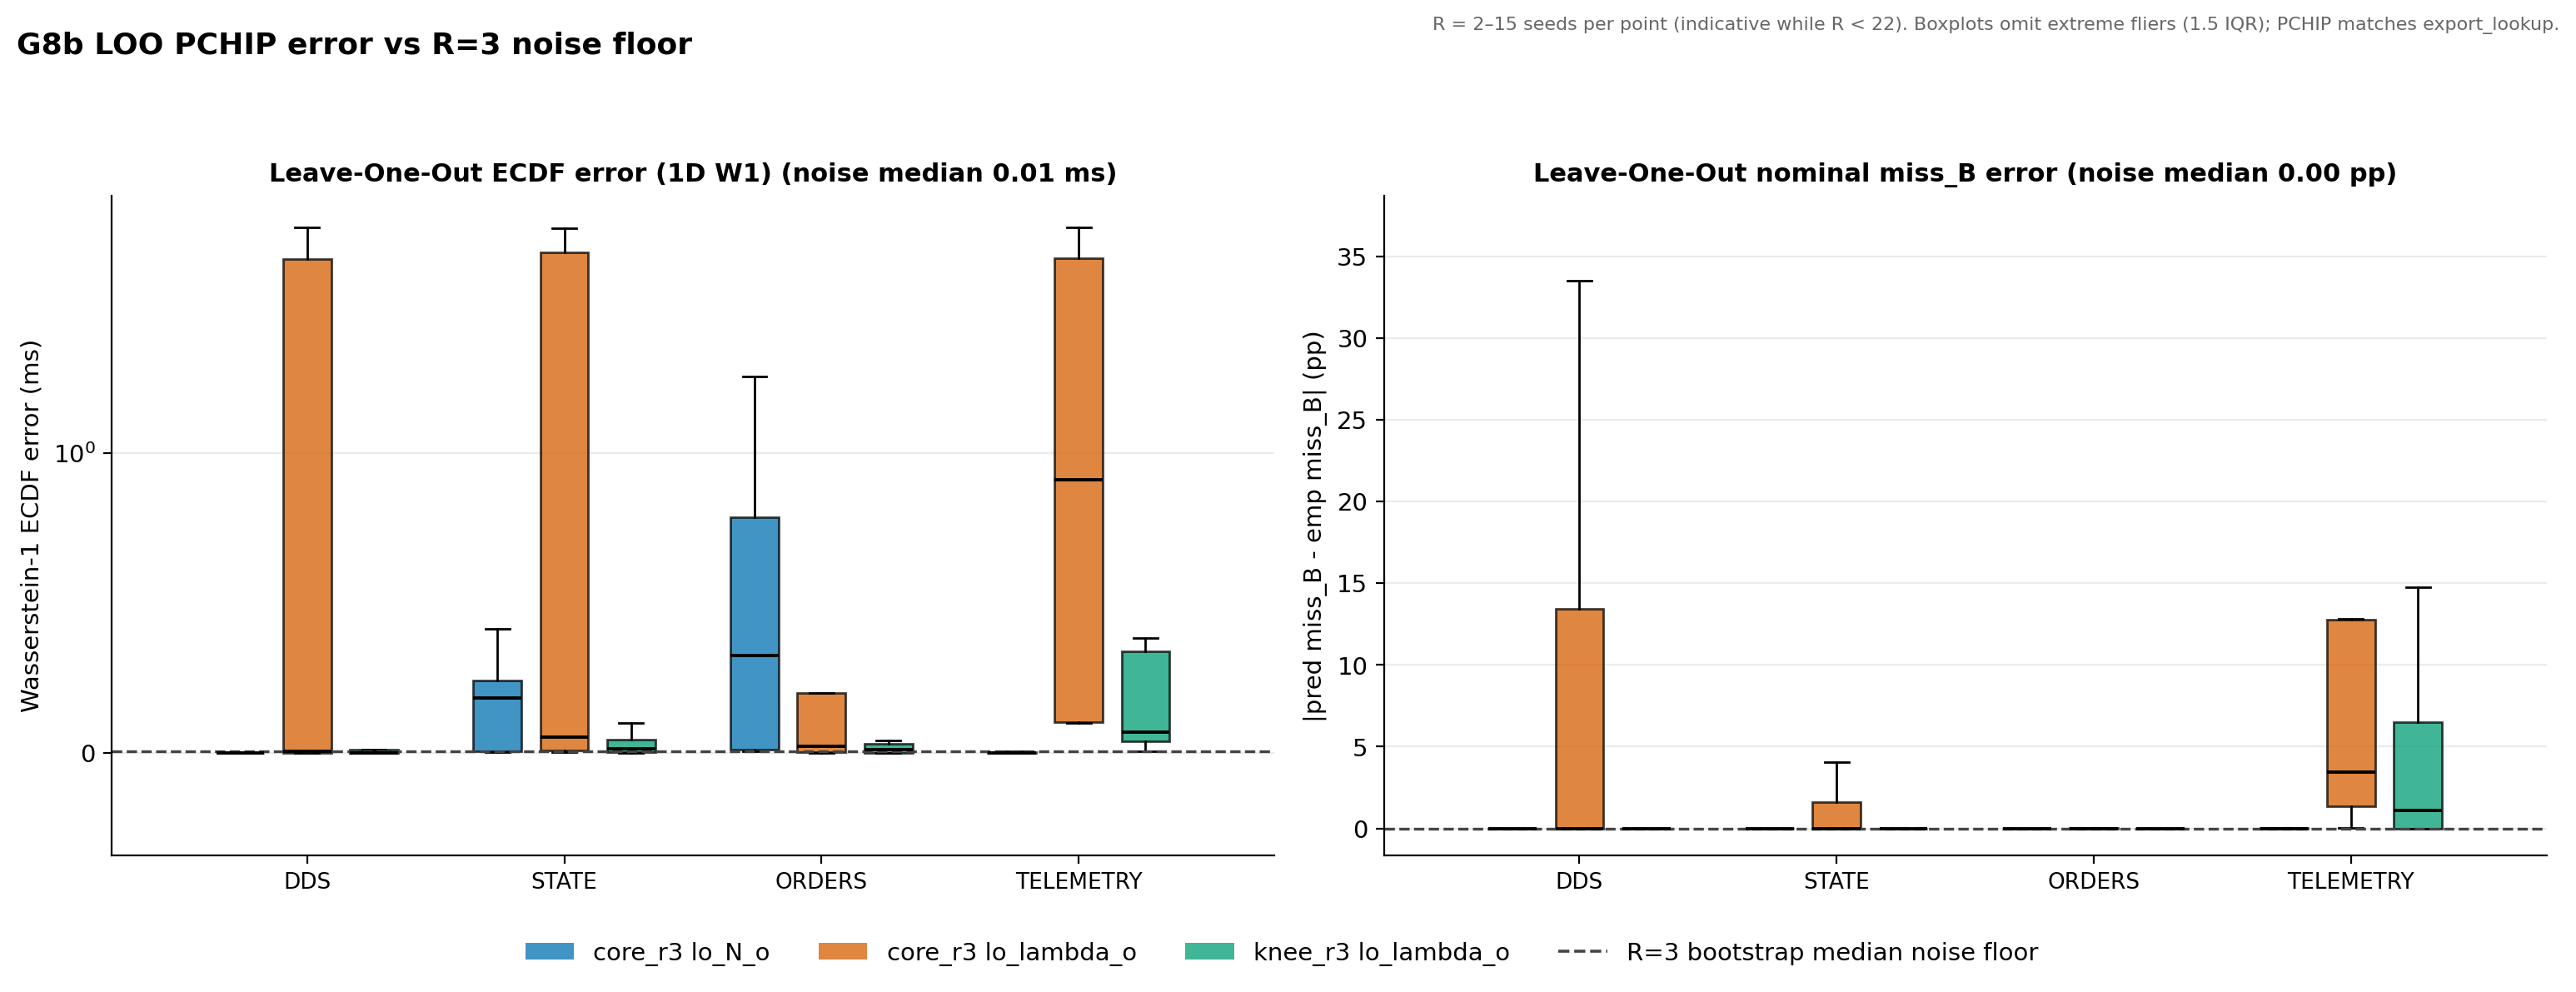 R = 2–15 seeds per point (indicative while R < 22). Boxplots omit extreme fliers (1.5 IQR); PCHIP matches export_lookup.
G8b LOO PCHIP error vs R=3 noise floor
Leave-One-Out ECDF error (1D W1) (noise median 0.01 ms)
Wasserstein-1 ECDF error (ms)
10⁰
0
DDS
STATE
ORDERS
TELEMETRY
Leave-One-Out nominal miss_B error (noise median 0.00 pp)
|pred miss_B - emp miss_B| (pp)
35
30
25
20
15
10
5
0
DDS
STATE
ORDERS
TELEMETRY
core_r3 lo_N_o
core_r3 lo_lambda_o
knee_r3 lo_lambda_o
R=3 bootstrap median noise floor